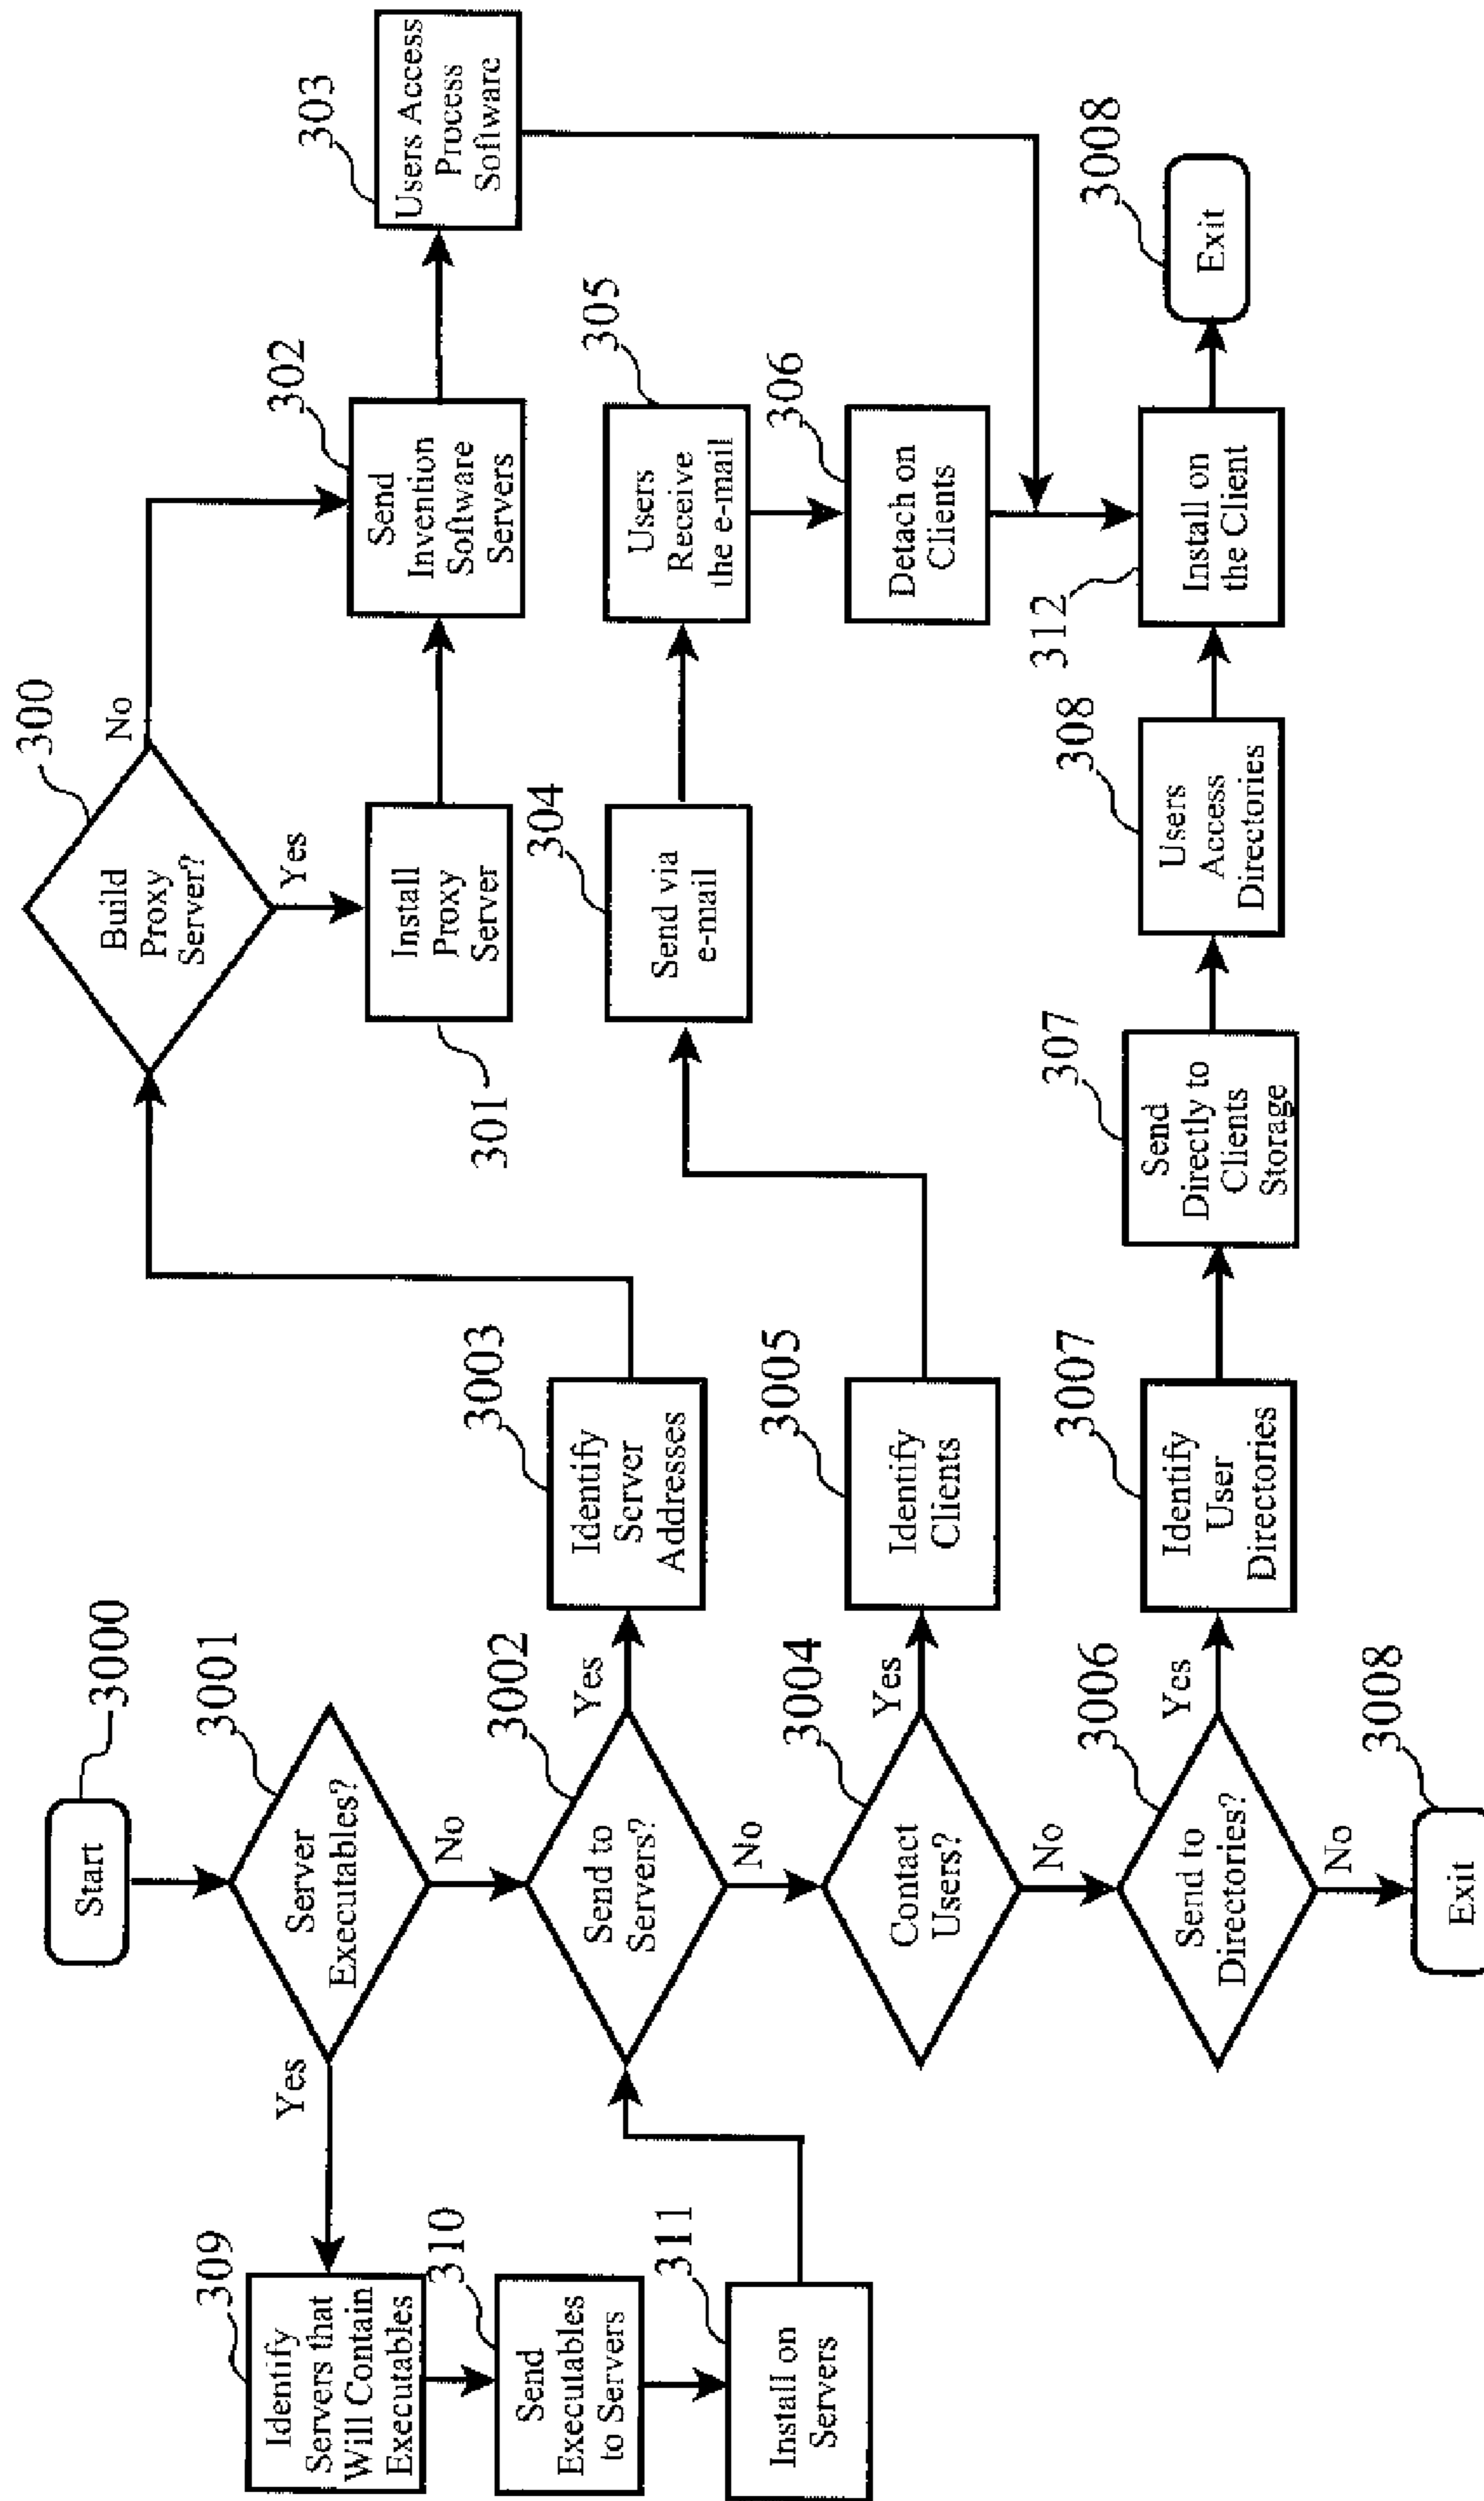 Start
3000
Server
Executables?
3001
Yes
No
309
Identify
Servers that
Will Contain
Executables
310
Send
Executables
to Servers
311
Install on
Servers
Send to
Servers?
3002
Yes
No
3003
Identify
Server
Addresses
Contact
Users?
3004
Yes
No
3005
Identify
Clients
Send to
Directories?
3006
Yes
No
3007
Identify
User
Directories
Exit
3008
Build
Proxy
Server?
300
No
Yes
Install
Proxy
Server
301
302
Send
Invention
Software
Servers
303
Users Access
Process
Software
304
Send via
e-mail
305
Users
Receive
the e-mail
306
Detach on
Clients
307
Send
Directly to
Clients
Storage
308
Users
Access
Directories
312
Install on
the Client
3008
Exit